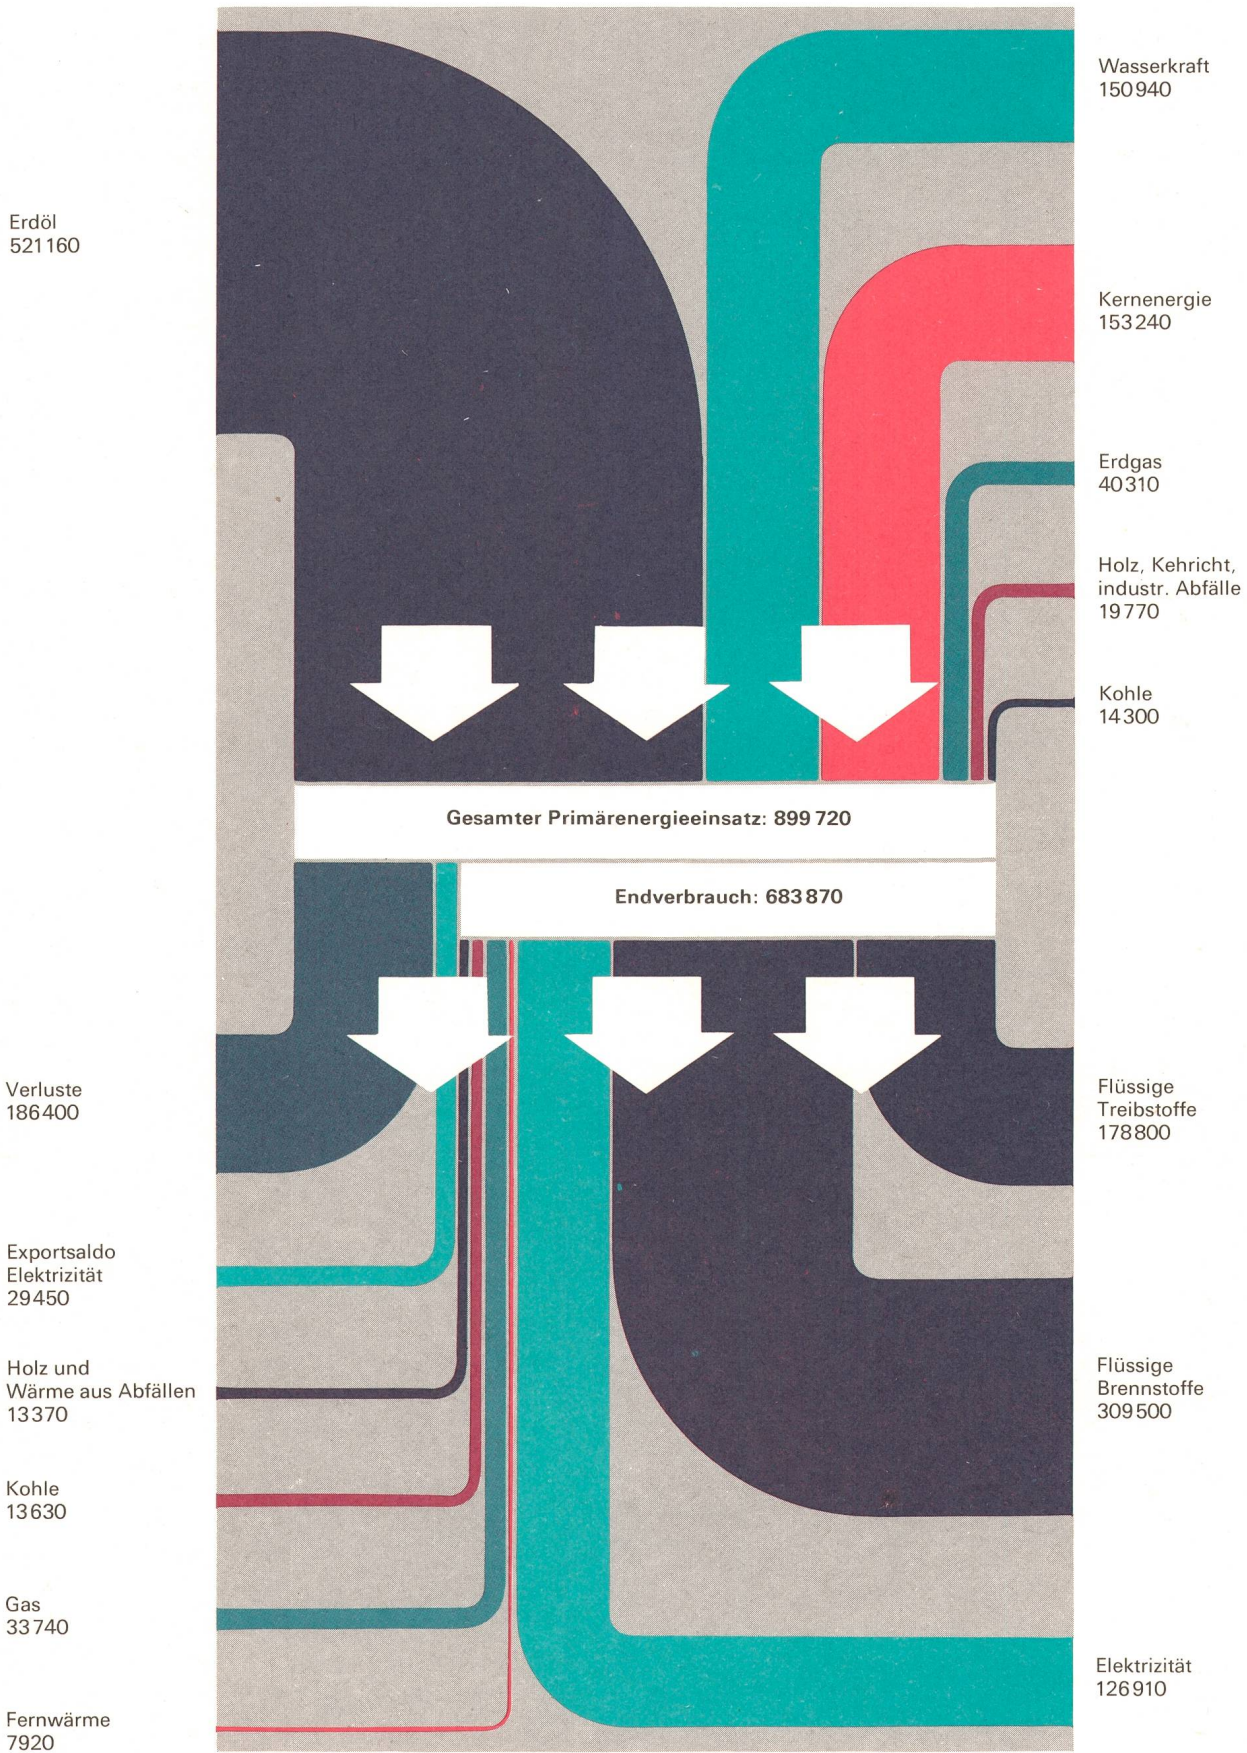 Erdöl
521160
Wasserkraft
150940
Kernenergie
153240
Erdgas
40310
Holz, Kehricht,
industr. Abfälle
19770
Kohle
14300
Gesamter Primärenergieeinsatz: 899 720
Endverbrauch: 683 870
Verluste
186400
Exportsaldo
Elektrizität
29450
Holz und
Wärme aus Abfällen
13370
Kohle
13630
Gas
33740
Fernwärme
7920
Flüssige
Treibstoffe
178800
Flüssige
Brennstoffe
309500
Elektrizität
126910